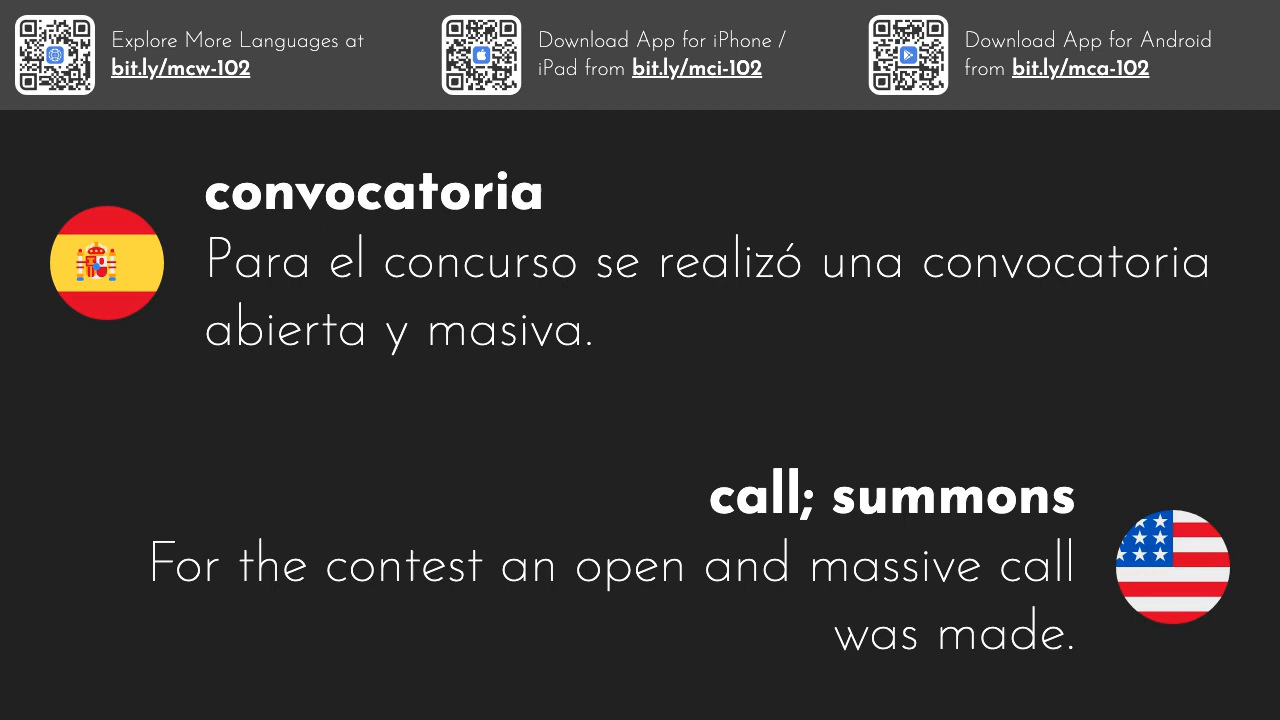 Explore More Languages at
bit.ly/mcw-102
Download App for iPhone /
iPad from bit.ly/mci-102
Download App for Android
from bit.ly/mca-102
convocatoria
Para el concurso se realizó una convocatoria
abierta y masiva.
call; summons
For the contest an open and massive call
was made.